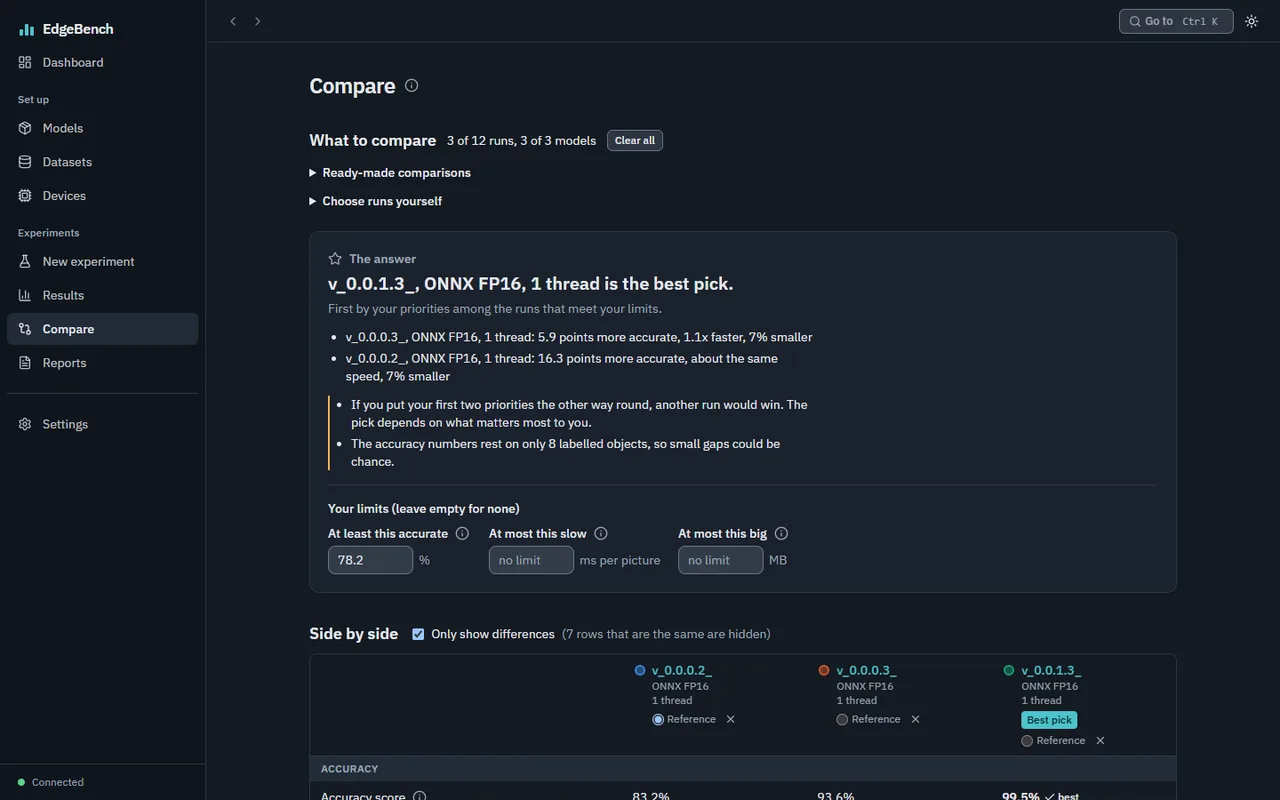 EdgeBench
Go to Ctrl K
Dashboard
Set up
Models
Datasets
Devices
Experiments
New experiment
Results
Compare
Reports
Settings
Connected
Compare
What to compare 3 of 12 runs, 3 of 3 models Clear all
Ready-made comparisons
Choose runs yourself
The answer
v_0.0.1.3_, ONNX FP16, 1 thread is the best pick.
First by your priorities among the runs that meet your limits.
v_0.0.0.3_, ONNX FP16, 1 thread: 5.9 points more accurate, 1.1x faster, 7% smaller
v_0.0.0.2_, ONNX FP16, 1 thread: 16.3 points more accurate, about the same
speed, 7% smaller
If you put your first two priorities the other way round, another run would win. The
pick depends on what matters most to you.
The accuracy numbers rest on only 8 labelled objects, so small gaps could be
chance.
Your limits (leave empty for none)
At least this accurate At most this slow At most this big
78.2 % no limit ms per picture no limit MB
Side by side Only show differences (7 rows that are the same are hidden)
v_0.0.0.2_ v_0.0.0.3_ v_0.0.1.3_
ONNX FP16 ONNX FP16 ONNX FP16
1 thread 1 thread 1 thread
Reference Reference Best pick
Reference
ACCURACY
Accuracy score 83.2% 93.6% 99.5% best